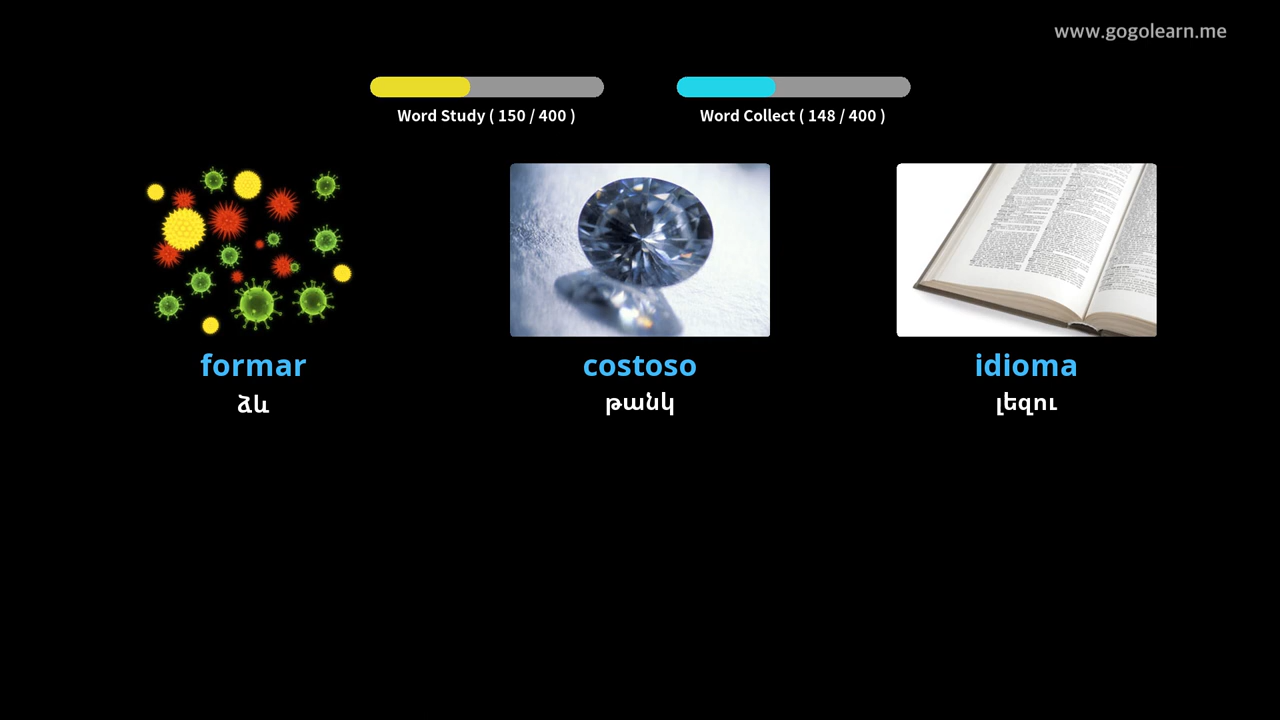 www.gogolearn.me
Word Study ( 150 / 400 )
Word Collect ( 148 / 400 )
formar
ձև
costoso
թանկ
idioma
լեզու